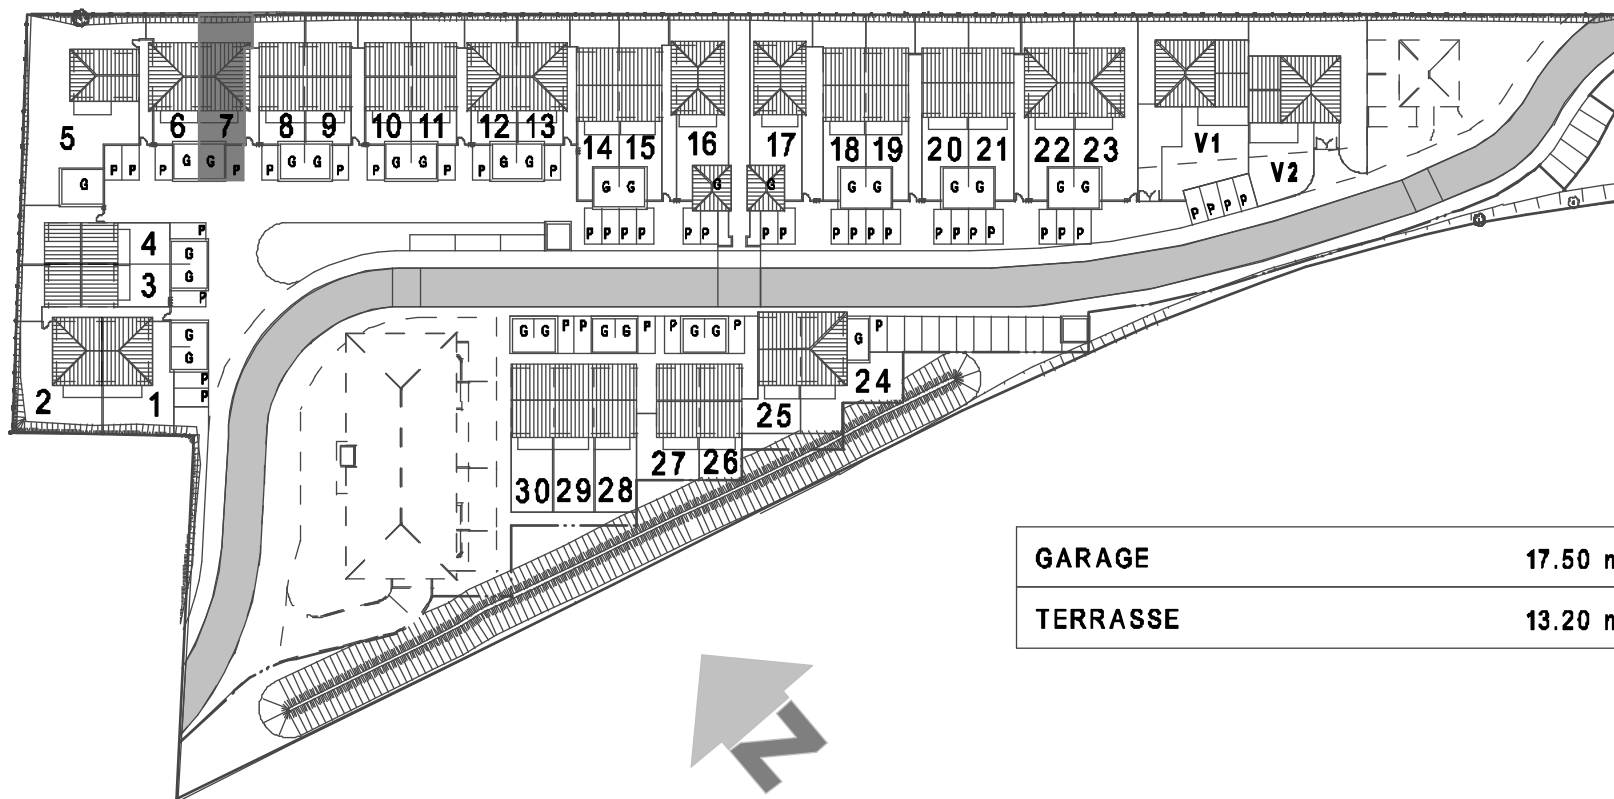 6 7 8 9 10 11 12 13
5 14 15 16 17 18 19 20 21 22 23 V1
V2
G G G G G G G G
P P P P P P P P P P
G G G G G G G G G G G
P P P P
P P P P P P P P P P P P P P P P P P P
4 P
G
3 G
P
G
G
2 1 P
P
G G P P G G P P G G P G P
24
25
27 26
30 29 28
GARAGE 17.50
TERRASSE 13.20
N